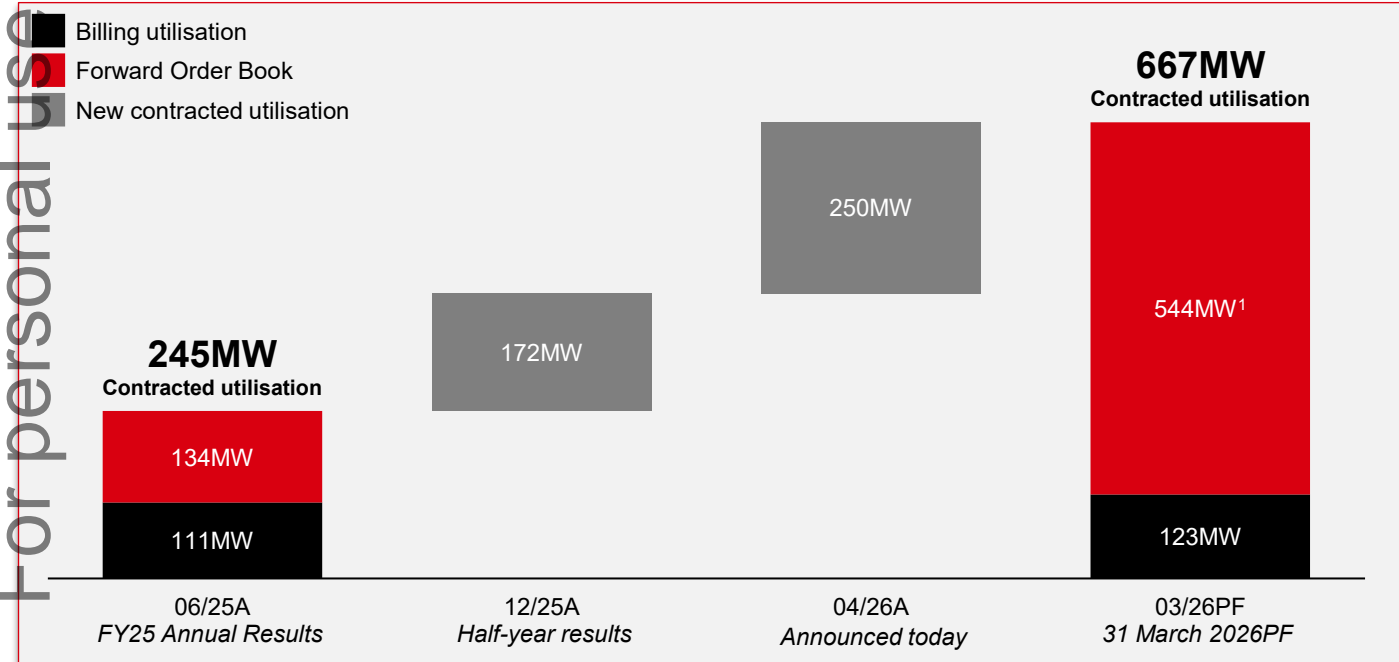 For personal use
Billing utilisation
Forward Order Book
New contracted utilisation
667MW
Contracted utilisation
250MW
544MW¹
172MW
245MW
Contracted utilisation
134MW
111MW
123MW
06/25A
FY25 Annual Results
12/25A
Half-year results
04/26A
Announced today
03/26PF
31 March 2026PF